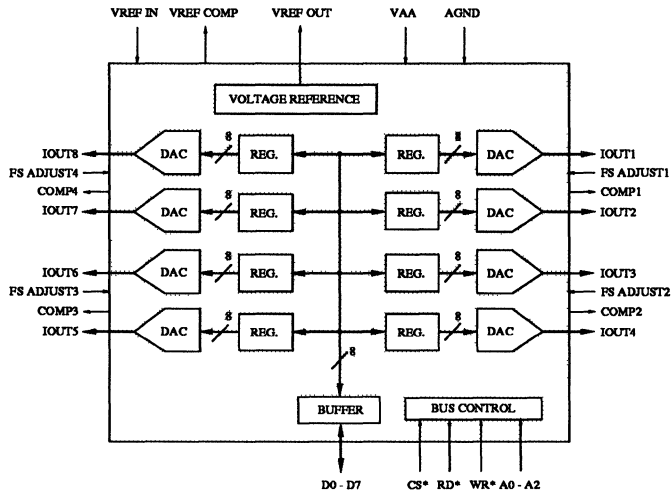 VREF IN VREF COMP VREF OUT VAA AGND
VOLTAGE REFERENCE
IOUT8 DAC 8 REG. REG. 8 DAC IOUT1
FS ADJUST4 FS ADJUST1
COMP4 COMP1
IOUT7 DAC 8 REG. REG. 8 DAC IOUT2
IOUT6 DAC 8 REG. REG. 8 DAC IOUT3
FS ADJUST3 FS ADJUST2
COMP3 COMP2
IOUT5 DAC 8 REG. REG. 8 DAC IOUT4
8
BUFFER BUS CONTROL
D0 - D7 CS* RD* WR* A0 - A2